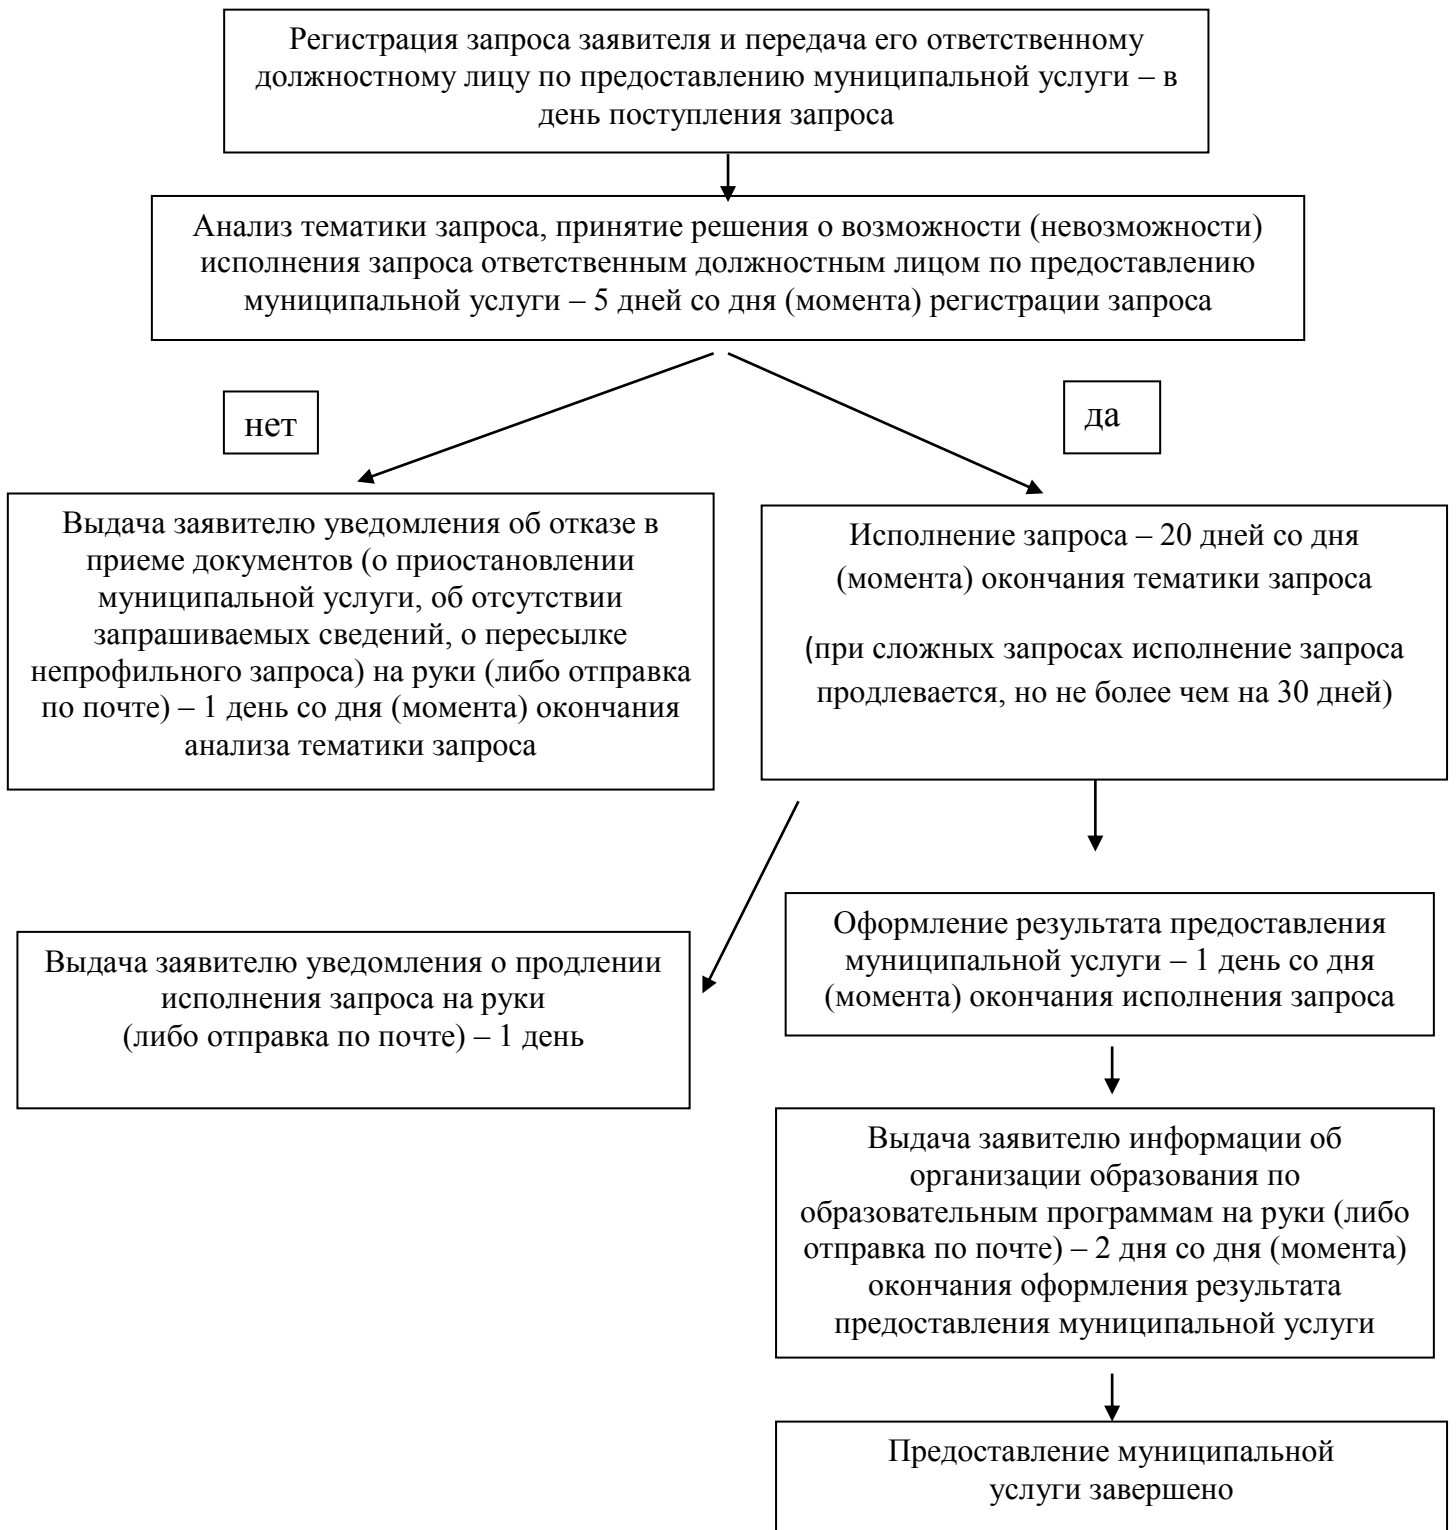 Регистрация запроса заявителя и передача его ответственному
должностному лицу по предоставлению муниципальной услуги – в
день поступления запроса
Анализ тематики запроса, принятие решения о возможности (невозможности)
исполнения запроса ответственным должностным лицом по предоставлению
муниципальной услуги – 5 дней со дня (момента) регистрации запроса
нет
да
Выдача заявителю уведомления об отказе в
приеме документов (о приостановлении
муниципальной услуги, об отсутствии
запрашиваемых сведений, о пересылке
непрофильного запроса) на руки (либо отправка
по почте) – 1 день со дня (момента) окончания
анализа тематики запроса
Исполнение запроса – 20 дней со дня
(момента) окончания тематики запроса
(при сложных запросах исполнение запроса
продлевается, но не более чем на 30 дней)
Выдача заявителю уведомления о продлении
исполнения запроса на руки
(либо отправка по почте) – 1 день
Оформление результата предоставления
муниципальной услуги – 1 день со дня
(момента) окончания исполнения запроса
Выдача заявителю информации об
организации образования по
образовательным программам на руки (либо
отправка по почте) – 2 дня со дня (момента)
окончания оформления результата
предоставления муниципальной услуги
Предоставление муниципальной
услуги завершено